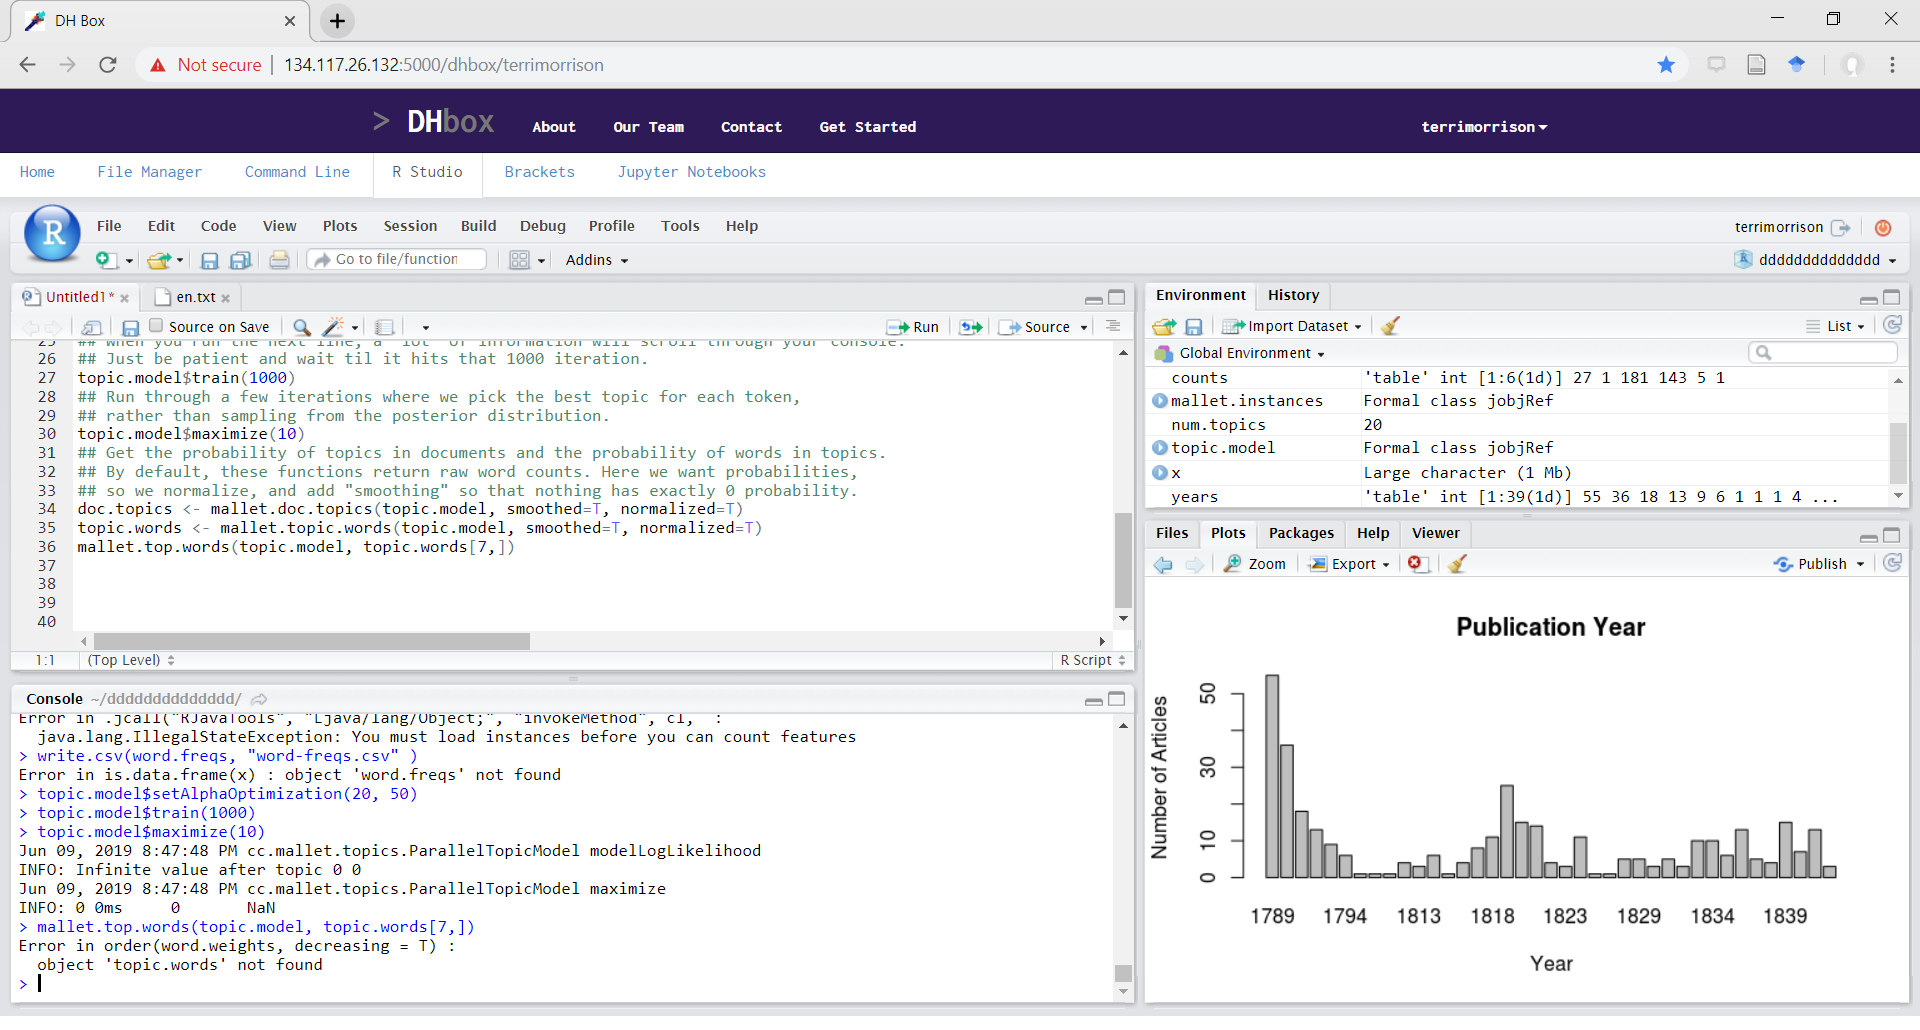 DH Box
Not secure | 134.117.26.132:5000/dhbox/terrimorrison
> DHbox About Our Team Contact Get Started terrimorrison
Home File Manager Command Line R Studio Brackets Jupyter Notebooks
R File Edit Code View Plots Session Build Debug Profile Tools Help terrimorrison
Go to file/function Addins dddddddddddddd
Untitled1* en.txt
Source on Save Run Source
25 ## When you run the next line, a *lot* of information will scroll through your console.
26 ## Just be patient and wait til it hits that 1000 iteration.
27 topic.model$train(1000)
28 ## Run through a few iterations where we pick the best topic for each token,
29 ## rather than sampling from the posterior distribution.
30 topic.model$maximize(10)
31 ## Get the probability of topics in documents and the probability of words in topics.
32 ## By default, these functions return raw word counts. Here we want probabilities,
33 ## so we normalize, and add "smoothing" so that nothing has exactly 0 probability.
34 doc.topics <- mallet.doc.topics(topic.model, smoothed=T, normalized=T)
35 topic.words <- mallet.topic.words(topic.model, smoothed=T, normalized=T)
36 mallet.top.words(topic.model, topic.words[7,])
37
38
39
40
1:1 (Top Level) R Script
Console ~/dddddddddddddd/
Error in .jcall("RJavaTools", "Ljava/lang/Object;", "invokeMethod", cl, :
java.lang.IllegalStateException: You must load instances before you can count features
> write.csv(word.freqs, "word-freqs.csv" )
Error in is.data.frame(x) : object 'word.freqs' not found
> topic.model$setAlphaOptimization(20, 50)
> topic.model$train(1000)
> topic.model$maximize(10)
Jun 09, 2019 8:47:48 PM cc.mallet.topics.ParallelTopicModel modelLogLikelihood
INFO: Infinite value after topic 0 0
Jun 09, 2019 8:47:48 PM cc.mallet.topics.ParallelTopicModel maximize
INFO: 0 0ms 0 NaN
> mallet.top.words(topic.model, topic.words[7,])
Error in order(word.weights, decreasing = T) :
object 'topic.words' not found
>
Environment History
Import Dataset List
Global Environment
counts 'table' int [1:6(1d)] 27 1 181 143 5 1
mallet.instances Formal class jobjRef
num.topics 20
topic.model Formal class jobjRef
x Large character (1 Mb)
years 'table' int [1:39(1d)] 55 36 18 13 9 6 1 1 1 4 ...
Files Plots Packages Help Viewer
Zoom Export Publish
Publication Year
Number of Articles
50
30
10
0
1789 1794 1813 1818 1823 1829 1834 1839
Year